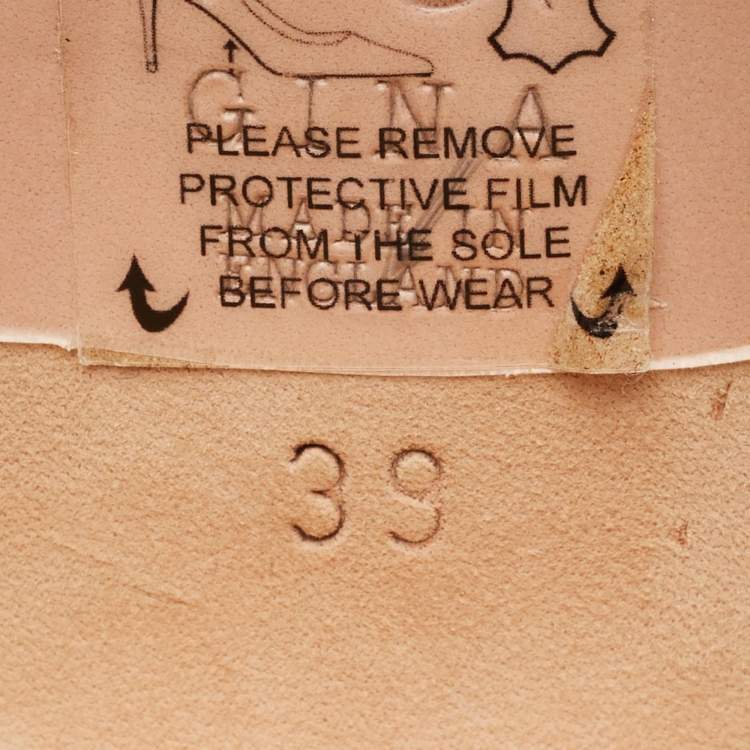 GINA
PLEASE REMOVE
PROTECTIVE FILM
MADE IN
FROM THE SOLE
ENGLAND
BEFORE WEAR
39